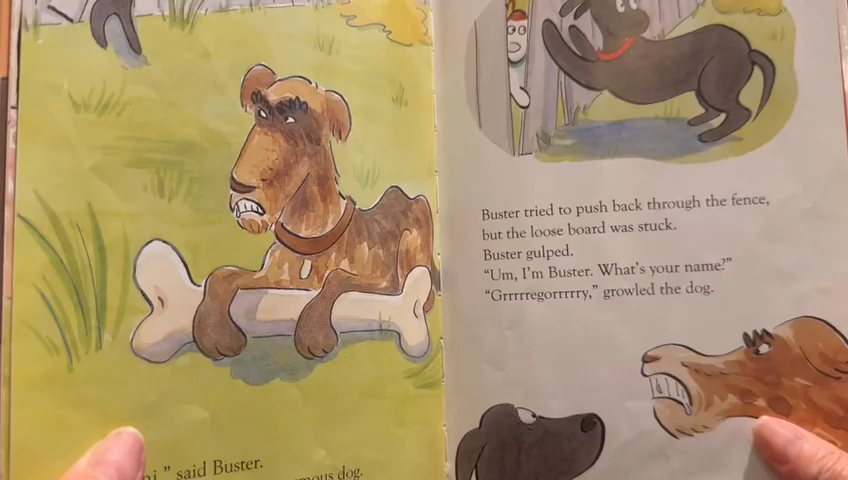 said Buster.
dog.
Buster tried to push back through the fence,
but the loose board was stuck.
Buster gulped.
“Um, I’m Buster. What’s your name?”
“Grrrrregorrrrry,” growled the dog.